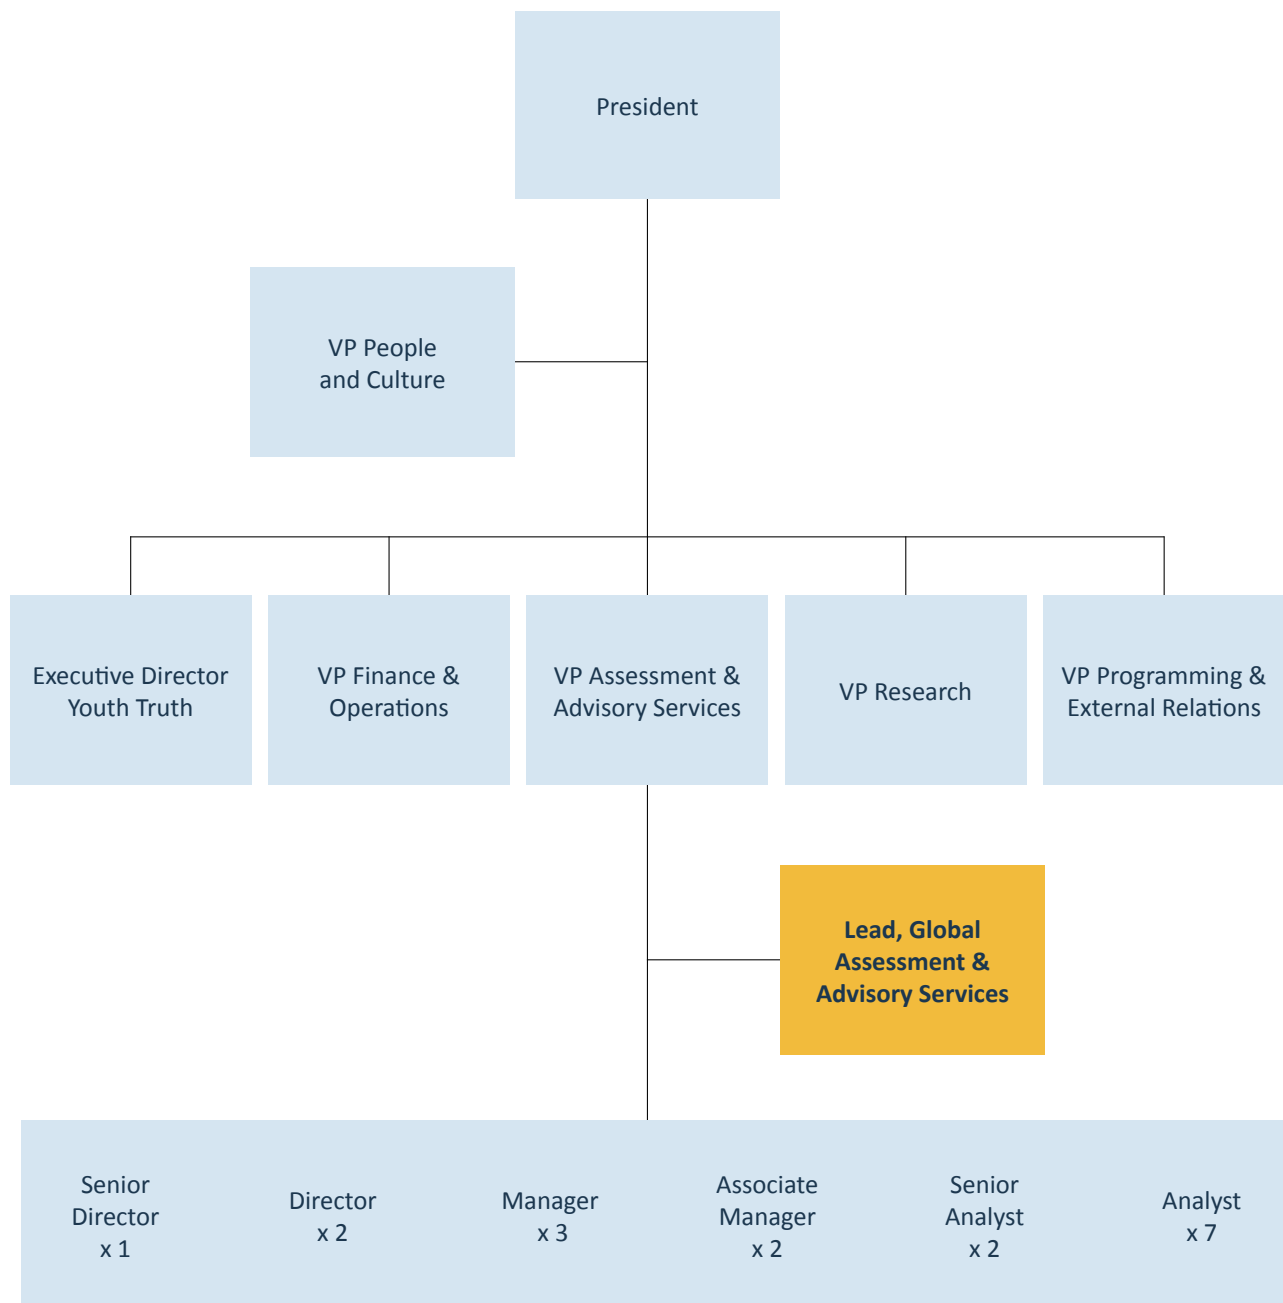 President
VP People
and Culture
Executive Director
Youth Truth
VP Finance &
Operations
VP Assessment &
Advisory Services
VP Research
VP Programming &
External Relations
Lead, Global
Assessment &
Advisory Services
Senior
Director
x 1
Director
x 2
Manager
x 3
Associate
Manager
x 2
Senior
Analyst
x 2
Analyst
x 7